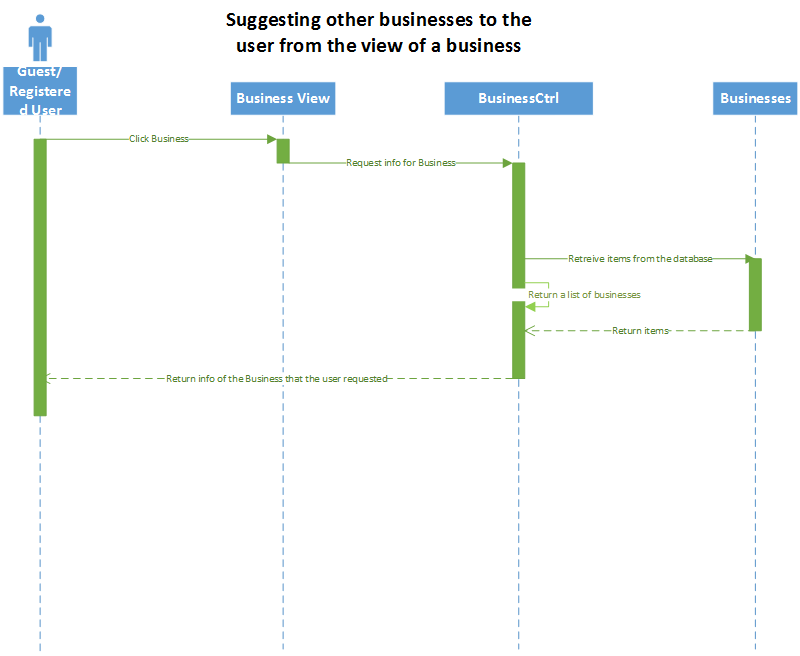 Suggesting other businesses to the
user from the view of a business
Guest/
Registere
d User
Business View
BusinessCtrl
Businesses
Click Business
Request info for Business
Retreive items from the database
Return a list of businesses
Return items
Return info of the Business that the user requested